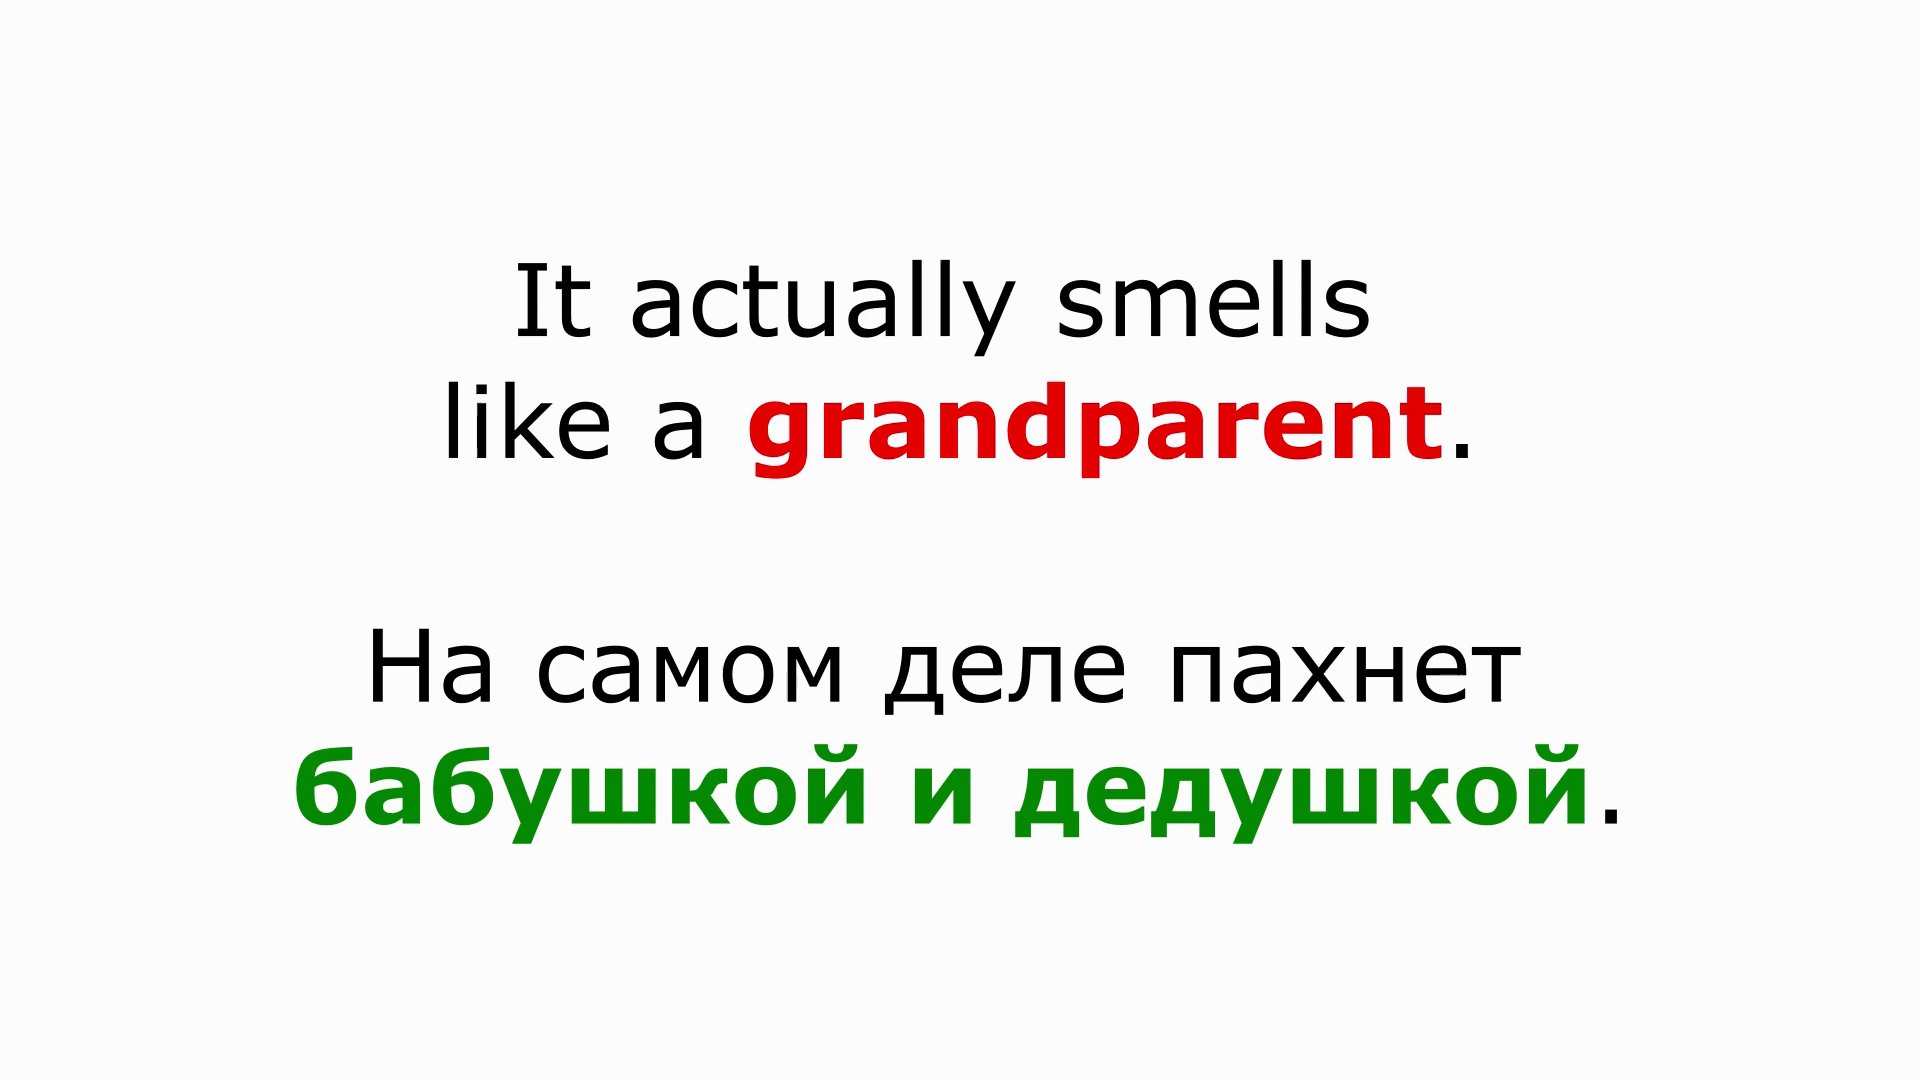 It actually smells
like a grandparent.
На самом деле пахнет
бабушкой и дедушкой.